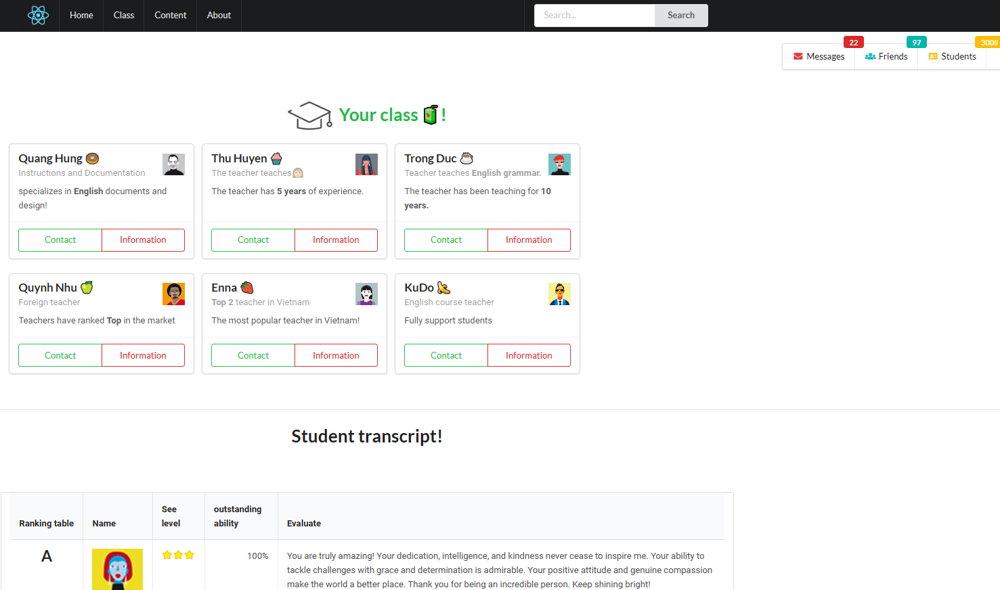 Home Class Content About Search... Search
22 97 3000
Messages Friends Students
Your class !
Quang Hung
Instructions and Documentation
specializes in English documents and
design!
Contact Information
Thu Huyen
The teacher teaches
The teacher has 5 years of experience.
Contact Information
Trong Duc
Teacher teaches English grammar.
The teacher has been teaching for 10
years.
Contact Information
Quynh Nhu
Foreign teacher
Teachers have ranked Top in the market
Contact Information
Enna
Top 2 teacher in Vietnam
The most popular teacher in Vietnam!
Contact Information
KuDo
English course teacher
Fully support students
Contact Information
Student transcript!
Ranking table
Name
See
level
outstanding
ability
Evaluate
A
100%
You are truly amazing! Your dedication, intelligence, and kindness never cease to inspire me. Your ability to
tackle challenges with grace and determination is admirable. Your positive attitude and genuine compassion
make the world a better place. Thank you for being an incredible person. Keep shining bright!